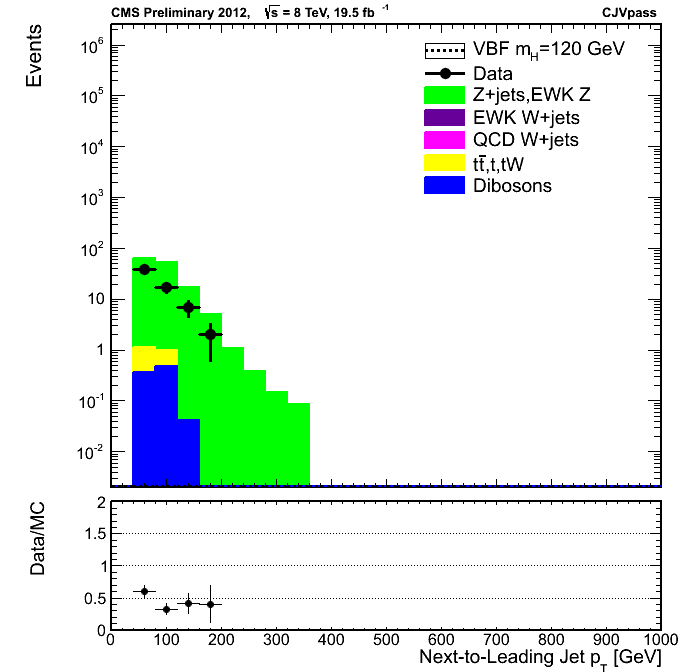 CMS Preliminary 2012, √s = 8 TeV, 19.5 fb⁻¹ CJVpass
Events
10⁶
10⁵
10⁴
10³
10²
10
1
10⁻¹
10⁻²
VBF m_H=120 GeV
Data
Z+jets,EWK Z
EWK W+jets
QCD W+jets
tt̄,t,tW
Dibosons
Data/MC
2
1.5
1
0.5
0
0 100 200 300 400 500 600 700 800 900 1000
Next-to-Leading Jet p_T [GeV]